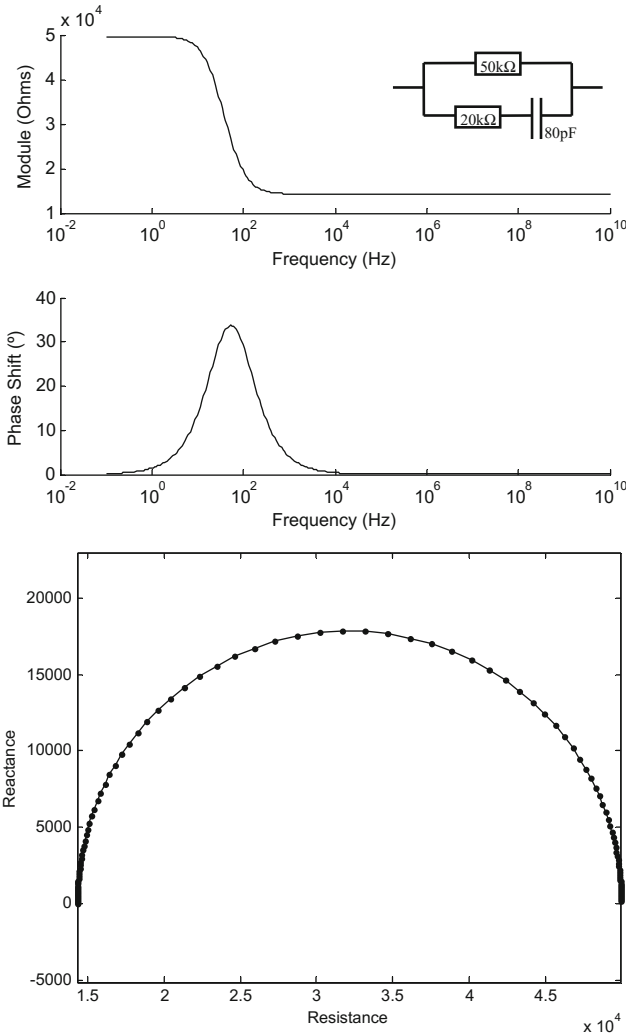 x 10^4
5
4
3
2
1
Module (Ohms)
10^-2 10^0 10^2 10^4 10^6 10^8 10^10
Frequency (Hz)
50kΩ
20kΩ
80pF
40
30
20
10
0
Phase Shift (º)
10^-2 10^0 10^2 10^4 10^6 10^8 10^10
Frequency (Hz)
20000
15000
10000
5000
0
-5000
Reactance
1.5 2 2.5 3 3.5 4 4.5
Resistance
x 10^4